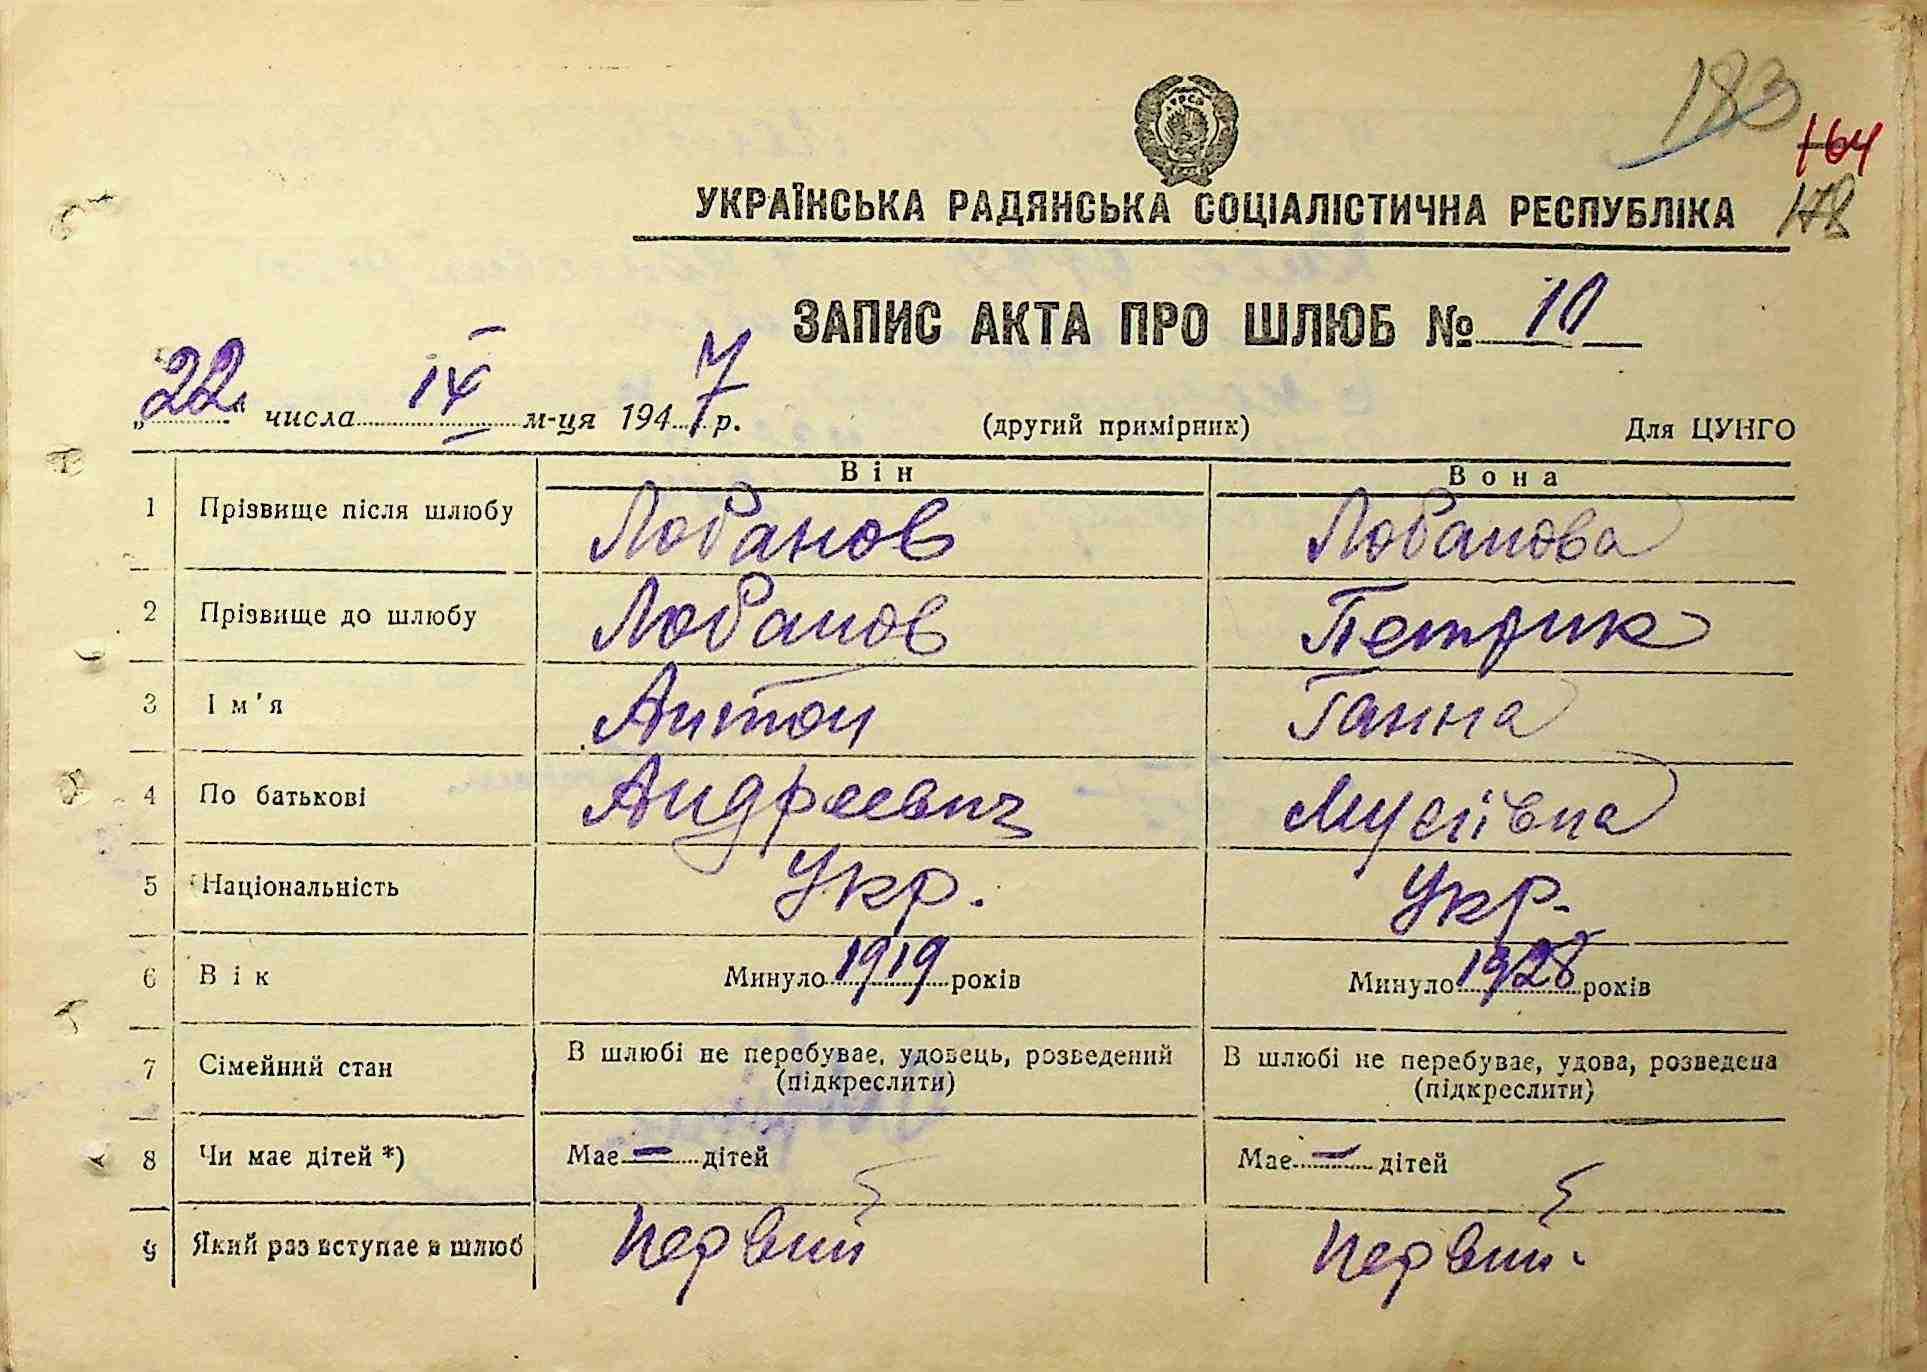 183
164
178
УКРАЇНСЬКА РАДЯНСЬКА СОЦІАЛІСТИЧНА РЕСПУБЛІКА
ЗАПИС АКТА ПРО ШЛЮБ № 10
„22“ числа IX м-ця 1947 р. (другий примірник) Для ЦУНГО
Він Вона
1 Прізвище після шлюбу Лобанов Лобанова
2 Прізвище до шлюбу Лобанов Петрик
3 Ім'я Антон Ганна
4 По батькові Андреевич Мусіївна
5 Національність Укр. Укр.
6 Вік Минуло 1919 років Минуло 1928 років
7 Сімейний стан В шлюбі не перебуває, удовець, розведений В шлюбі не перебуває, удова, розведена
(підкреслити) (підкреслити)
8 Чи має дітей *) Має — дітей Має — дітей
9 Який раз вступає в шлюб Первий Первий